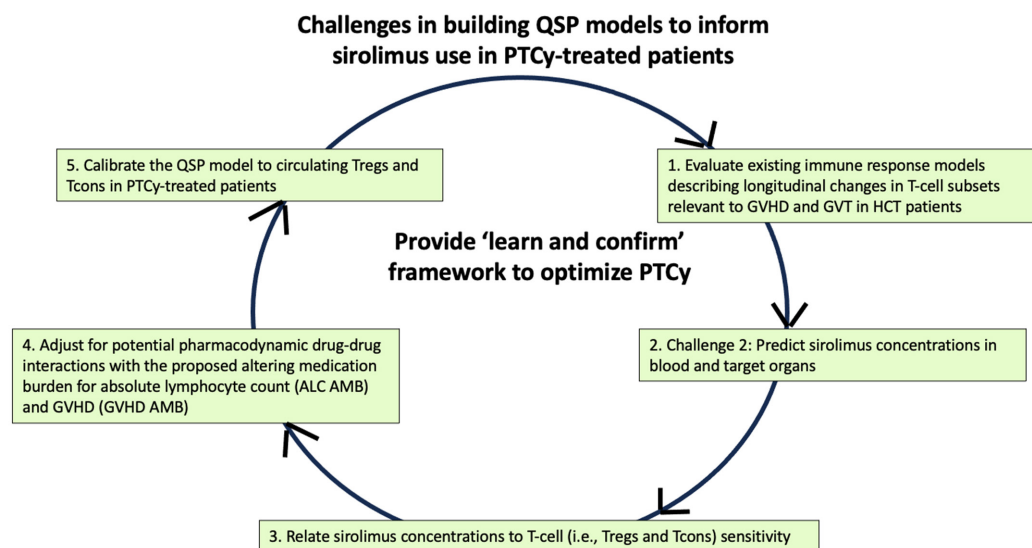 Challenges in building QSP models to inform
sirolimus use in PTCy-treated patients
5. Calibrate the QSP model to circulating Tregs and
Tcons in PTCy-treated patients
1. Evaluate existing immune response models
describing longitudinal changes in T-cell subsets
relevant to GVHD and GVT in HCT patients
Provide ‘learn and confirm’
framework to optimize PTCy
4. Adjust for potential pharmacodynamic drug-drug
interactions with the proposed altering medication
burden for absolute lymphocyte count (ALC AMB)
and GVHD (GVHD AMB)
2. Challenge 2: Predict sirolimus concentrations in
blood and target organs
3. Relate sirolimus concentrations to T-cell (i.e., Tregs and Tcons) sensitivity